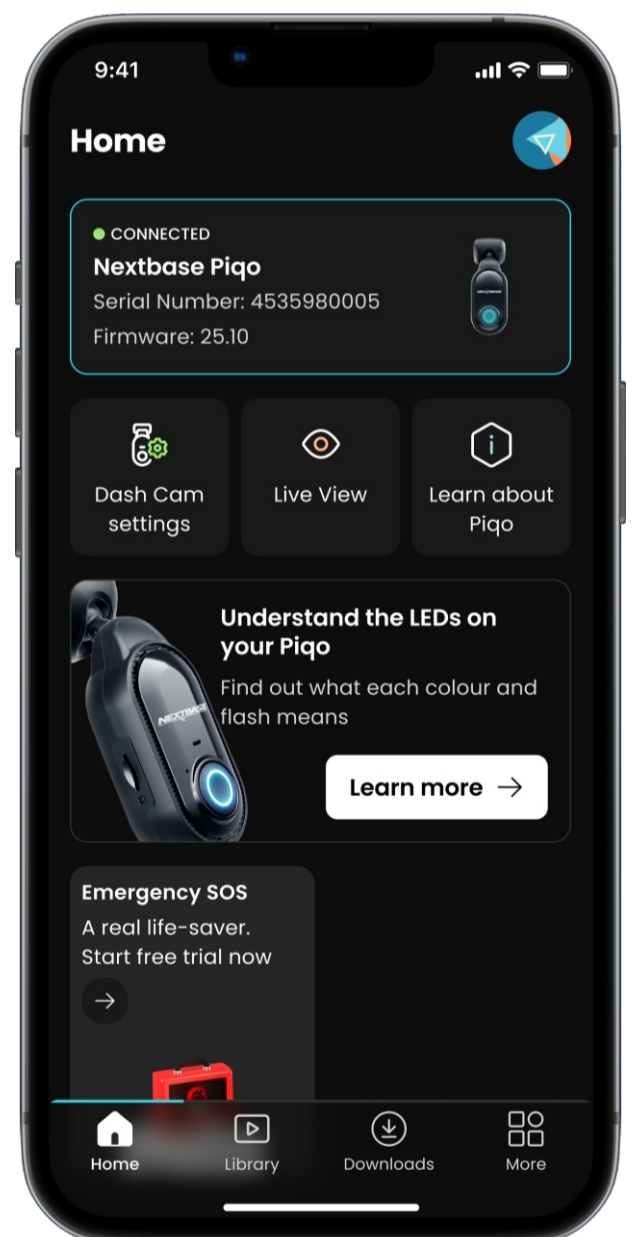 9:41
Home
CONNECTED
Nextbase Piqo
Serial Number: 4535980005
Firmware: 25.10
Dash Cam
settings
Live View
Learn about
Piqo
Understand the LEDs on
your Piqo
Find out what each colour and
flash means
NEXTBASE
Learn more →
Emergency SOS
A real life-saver.
Start free trial now
→
Home
Library
Downloads
More